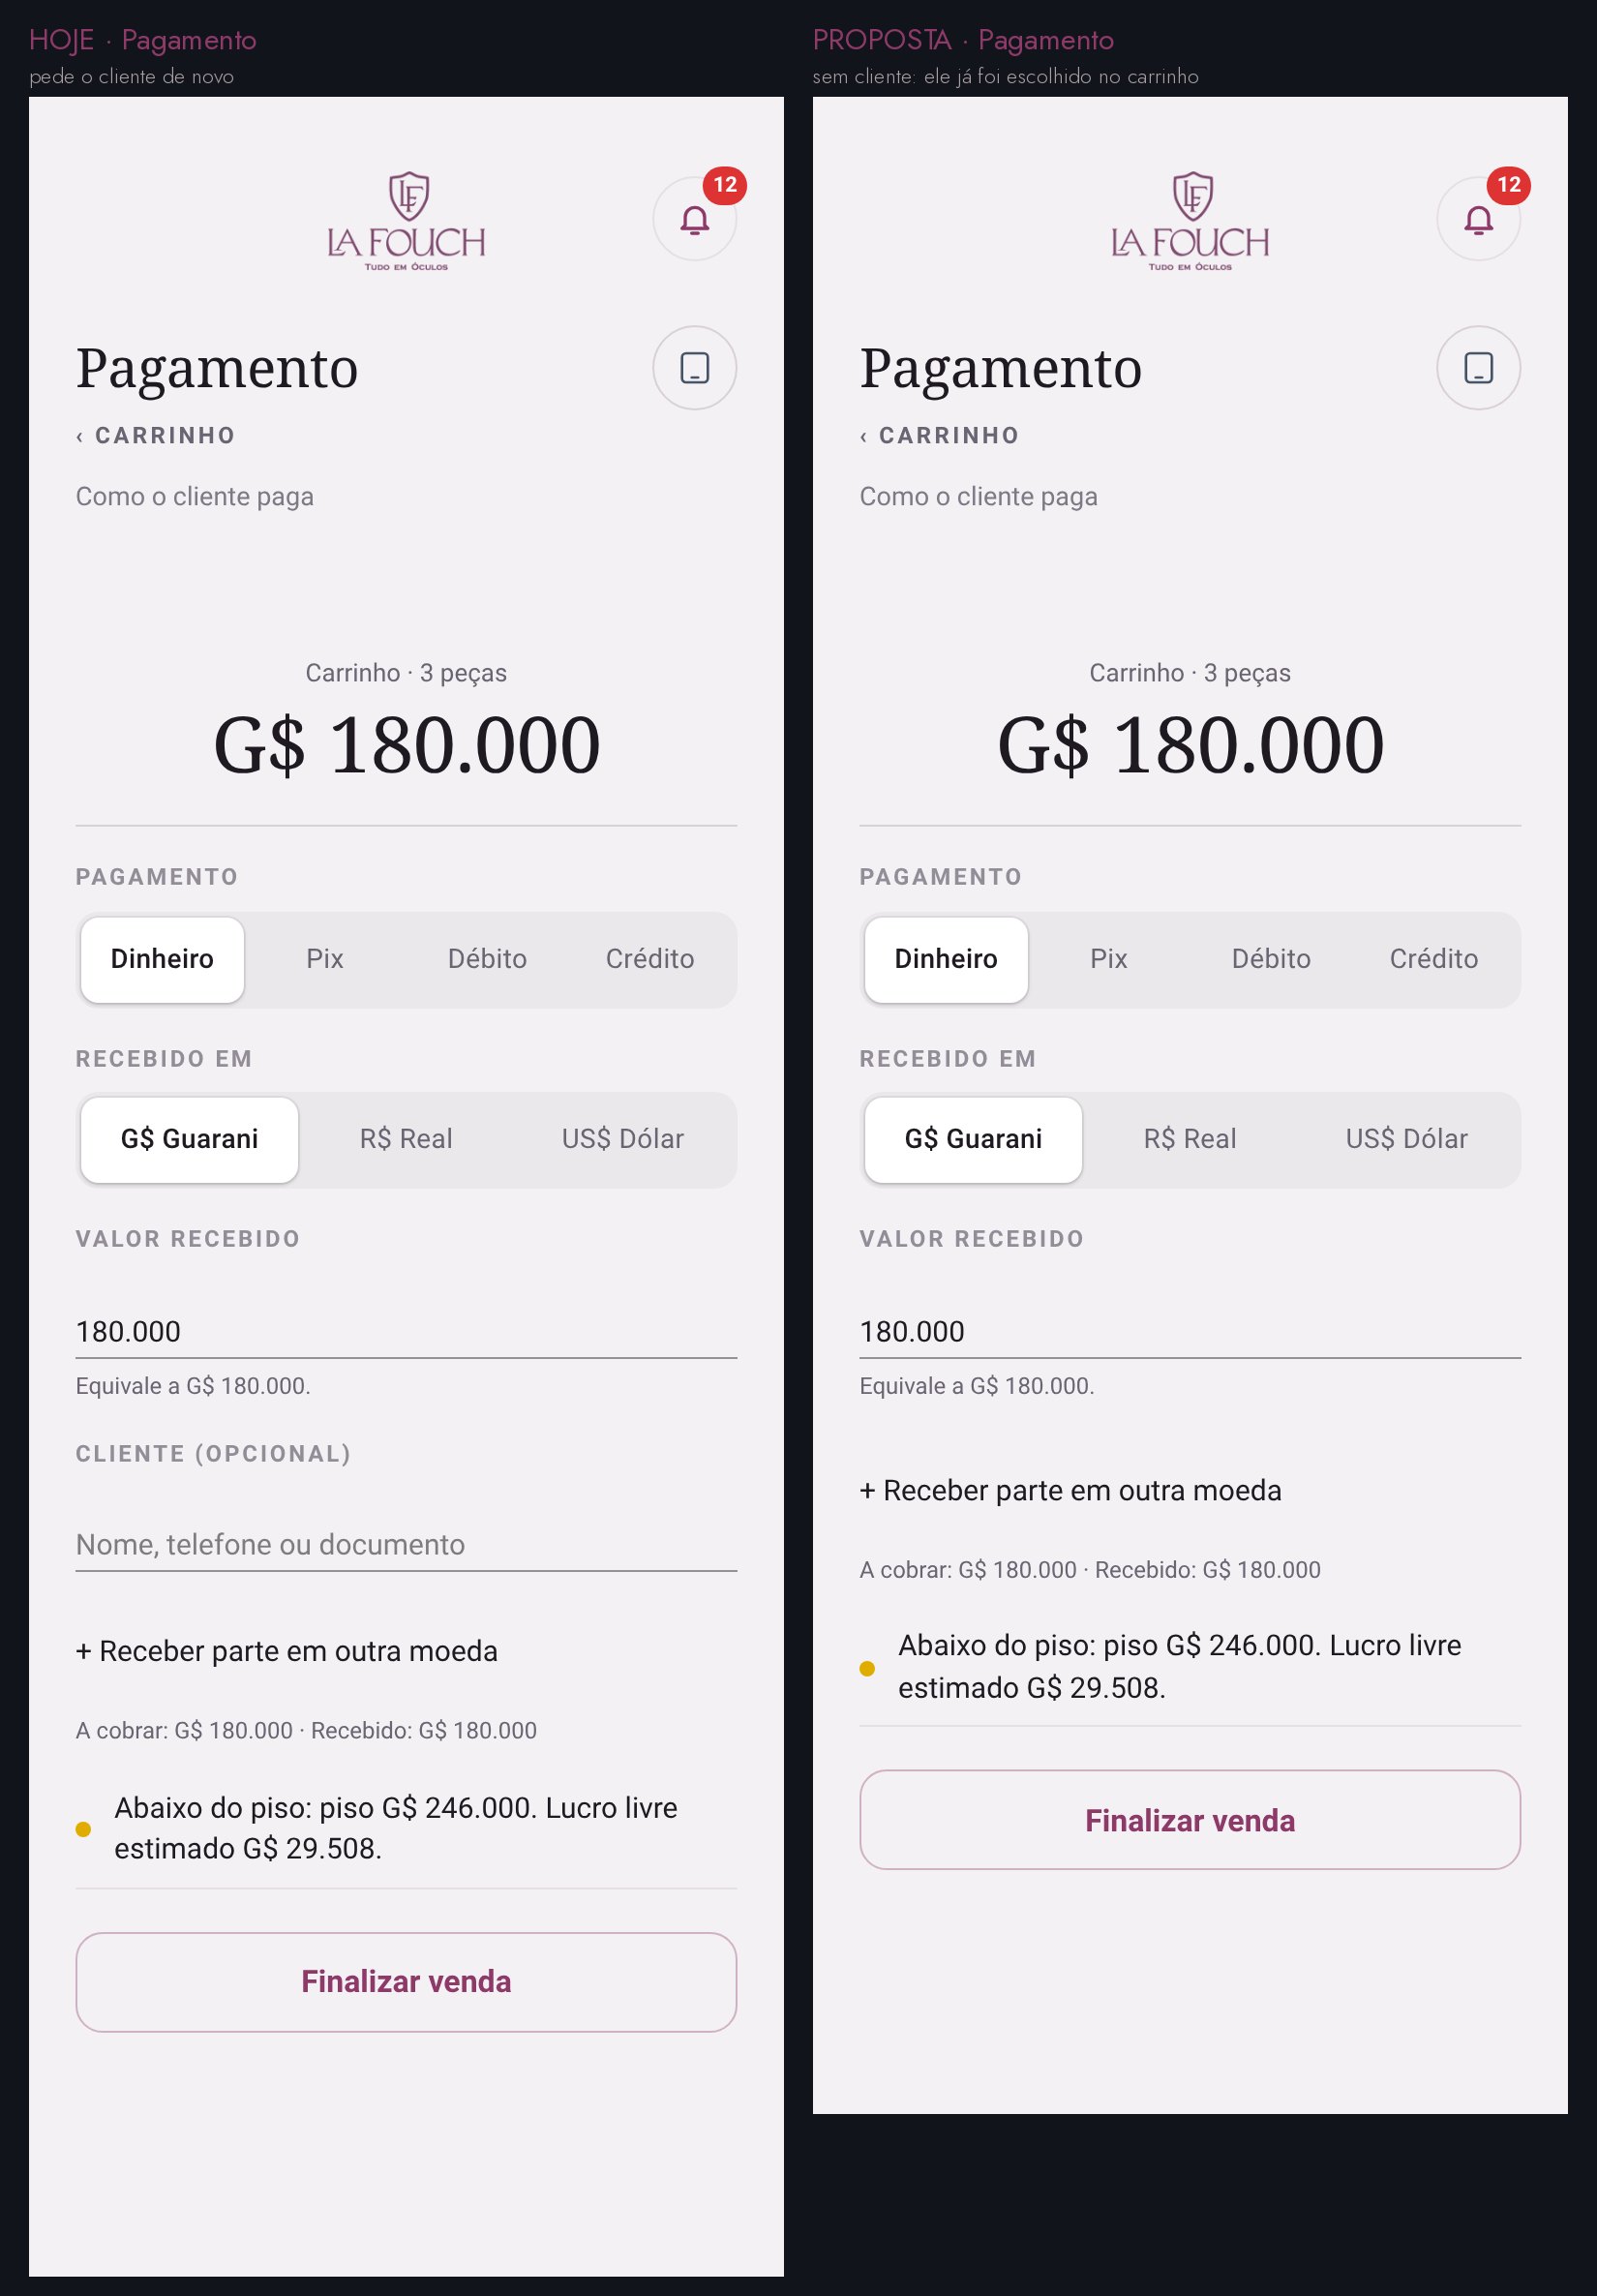 HOJE · Pagamento
pede o cliente de novo
LF
LA FOUCH
TUDO EM ÓCULOS
12
Pagamento
‹ CARRINHO
Como o cliente paga
Carrinho · 3 peças
G$ 180.000
PAGAMENTO
Dinheiro Pix Débito Crédito
RECEBIDO EM
G$ Guarani R$ Real US$ Dólar
VALOR RECEBIDO
180.000
Equivale a G$ 180.000.
CLIENTE (OPCIONAL)
Nome, telefone ou documento
+ Receber parte em outra moeda
A cobrar: G$ 180.000 · Recebido: G$ 180.000
Abaixo do piso: piso G$ 246.000. Lucro livre
estimado G$ 29.508.
Finalizar venda
PROPOSTA · Pagamento
sem cliente: ele já foi escolhido no carrinho
LF
LA FOUCH
TUDO EM ÓCULOS
12
Pagamento
‹ CARRINHO
Como o cliente paga
Carrinho · 3 peças
G$ 180.000
PAGAMENTO
Dinheiro Pix Débito Crédito
RECEBIDO EM
G$ Guarani R$ Real US$ Dólar
VALOR RECEBIDO
180.000
Equivale a G$ 180.000.
+ Receber parte em outra moeda
A cobrar: G$ 180.000 · Recebido: G$ 180.000
Abaixo do piso: piso G$ 246.000. Lucro livre
estimado G$ 29.508.
Finalizar venda